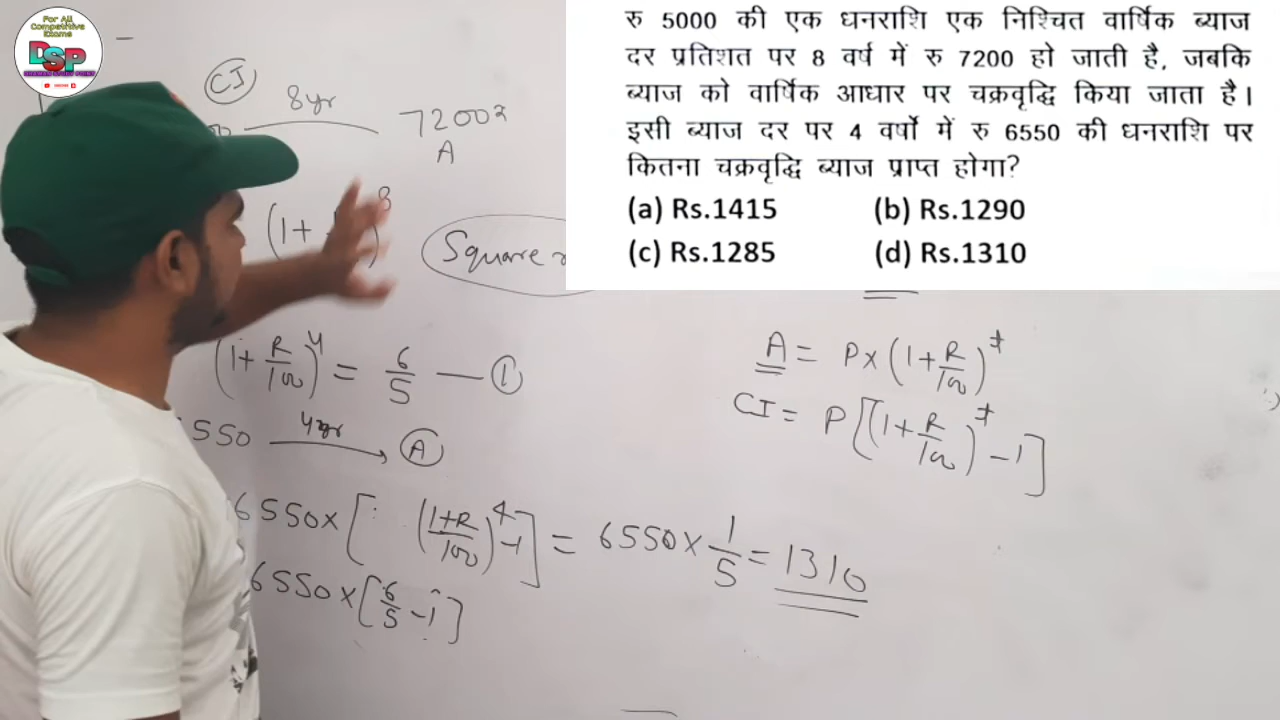 For All
Competitive
Exams
DSP
रु 5000 की एक धनराशि एक निश्चित वार्षिक ब्याज
दर प्रतिशत पर 8 वर्ष में रु 7200 हो जाती है, जबकि
ब्याज को वार्षिक आधार पर चक्रवृद्धि किया जाता है।
इसी ब्याज दर पर 4 वर्षो में रु 6550 की धनराशि पर
कितना चक्रवृद्धि ब्याज प्राप्त होगा?
(a) Rs.1415 (b) Rs.1290
(c) Rs.1285 (d) Rs.1310
CI
8yr
7200₹
A
(1+ )^8
Square
(1+R/100)^4 = 6/5 — ①
550 4yr → A
6550×[ (1+R/100)^4 -1] = 6550×1/5 = 1310
6550×[6/5 -1]
A = P×(1+R/100)^t
CI = P[(1+R/100)^t -1]